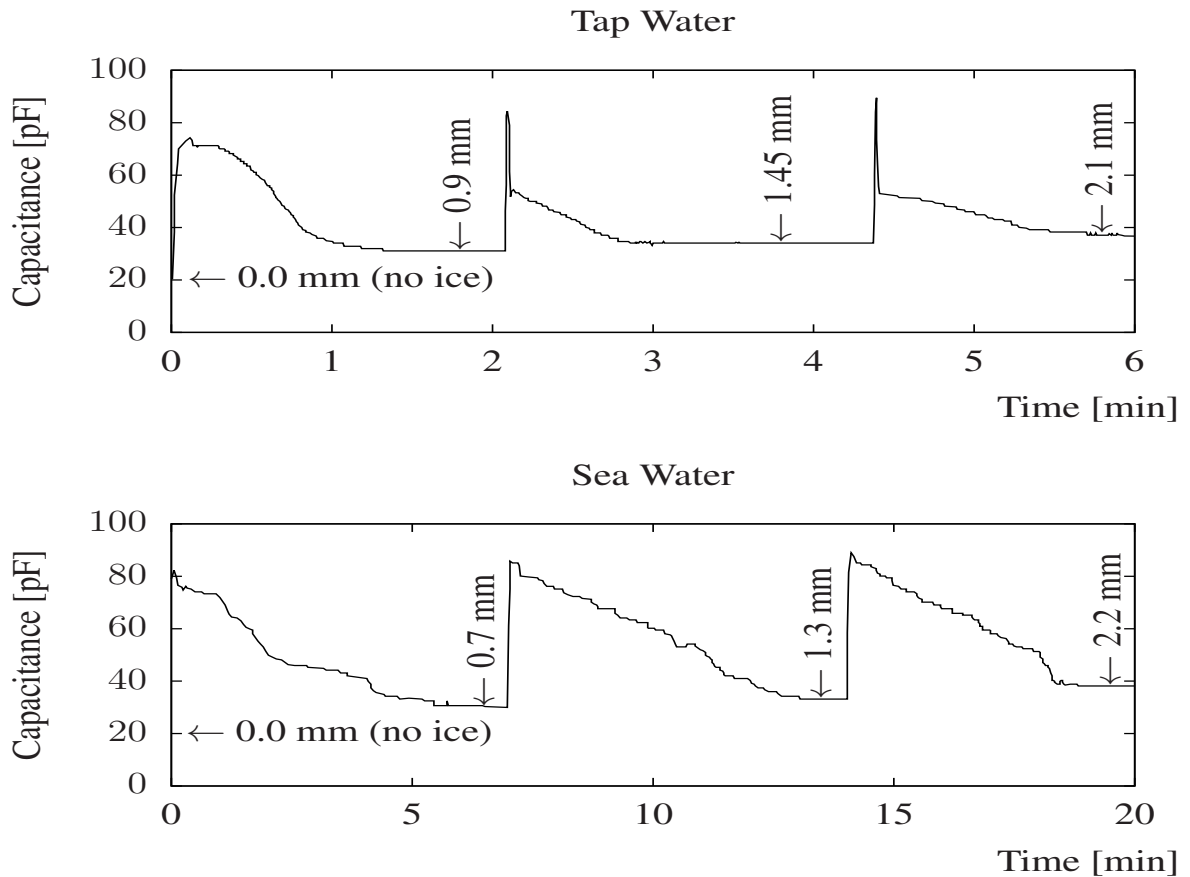 Tap Water
Capacitance [pF]
100
80
60
40
20
0
0.9 mm
1.45 mm
2.1 mm
← 0.0 mm (no ice)
0 1 2 3 4 5 6
Time [min]
Sea Water
Capacitance [pF]
100
80
60
40
20
0
0.7 mm
1.3 mm
2.2 mm
← 0.0 mm (no ice)
0 5 10 15 20
Time [min]